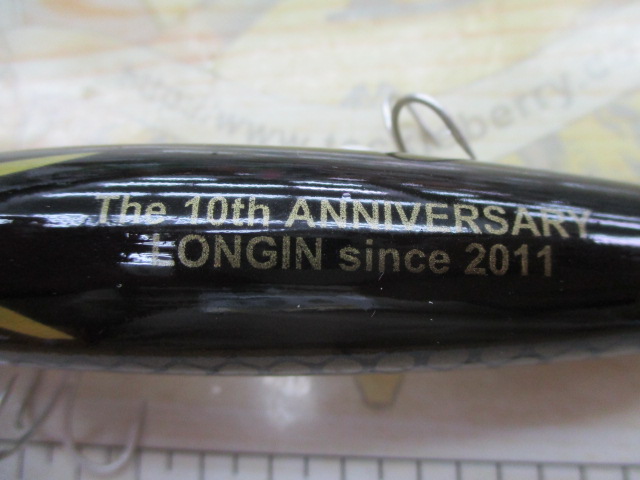 The 10th ANNIVERSARY
LONGIN since 2011